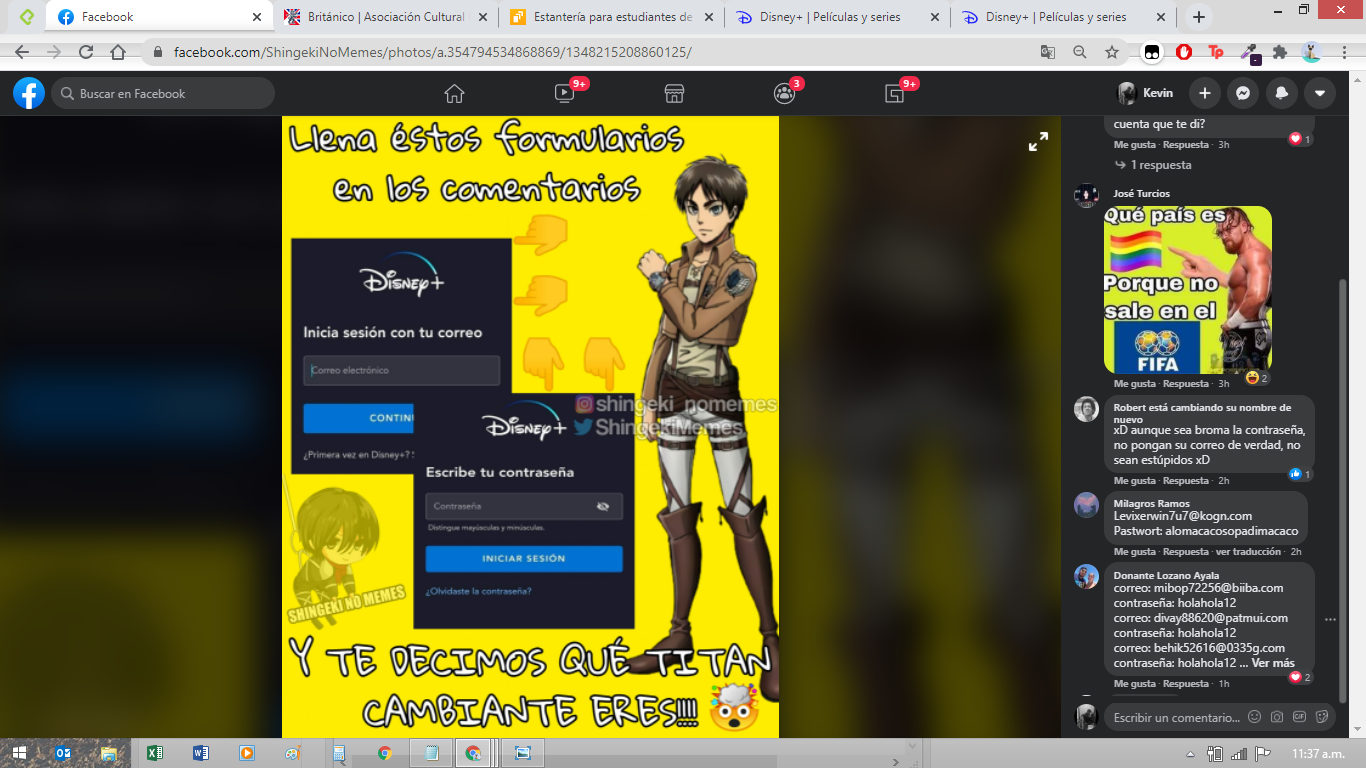 Facebook
Británico | Asociación Cultural
Estantería para estudiantes de
Disney+ | Películas y series
Disney+ | Películas y series
facebook.com/ShingekiNoMemes/photos/a.354794534868869/1348215208860125/
Buscar en Facebook
9+
3
9+
Kevin
Llena éstos formularios
en los comentarios
Disney+
Inicia sesión con tu correo
Correo electrónico
CONTINU
¿Primera vez en Disney+?
shingeki_nomemes
ShingekiMemes
Disney+
Escribe tu contraseña
Contraseña
Distingue mayúsculas y minúsculas.
INICIAR SESIÓN
¿Olvidaste la contraseña?
SHINGEKI NO MEMES
Y TE DECIMOS QUÉ TITAN
CAMBIANTE ERES!!!!
cuenta que te di?
1
Me gusta · Respuesta · 3h
1 respuesta
José Turcios
Qué país es
Porque no
sale en el
FIFA
2
Me gusta · Respuesta · 3h
Robert está cambiando su nombre de
nuevo
xD aunque sea broma la contraseña,
no pongan su correo de verdad, no
sean estúpidos xD
1
Me gusta · Respuesta · 2h
Milagros Ramos
Levixerwin7u7@kogn.com
Pastwort: alomacacosopadimacaco
Me gusta · Respuesta · ver traducción · 2h
Donante Lozano Ayala
correo: mibop72256@biiba.com
contraseña: holahola12
correo: divay88620@patmui.com
contraseña: holahola12
correo: behik52616@0335g.com
contraseña: holahola12 ... Ver más
2
Me gusta · Respuesta · 1h
Escribir un comentario...
GIF
11:37 a.m.